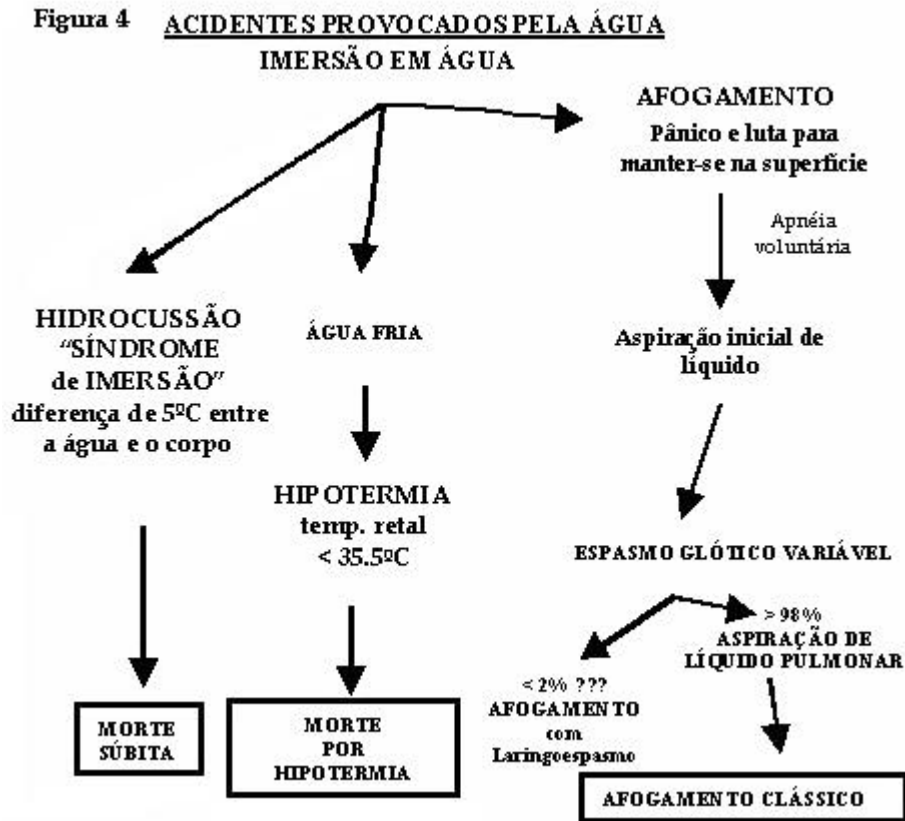 Figura 4 ACIDENTES PROVOCADOS PELA ÁGUA
IMERSÃO EM ÁGUA
AFOGAMENTO
Pânico e luta para
manter-se na superfície
Apnéia
voluntária
HIDROCUSSÃO
"SÍNDROME
de IMERSÃO"
diferença de 5ºC entre
a água e o corpo
ÁGUA FRIA
Aspiração inicial de
líquido
HIPOTERMIA
temp. retal
< 35.5ºC
ESPASMO GLÓTICO VARIÁVEL
> 98%
ASPIRAÇÃO DE
LÍQUIDO PULMONAR
< 2% ???
AFOGAMENTO
com
Laringoespasmo
MORTE
SÚBITA
MORTE
POR
HIPOTERMIA
AFOGAMENTO CLÁSSICO